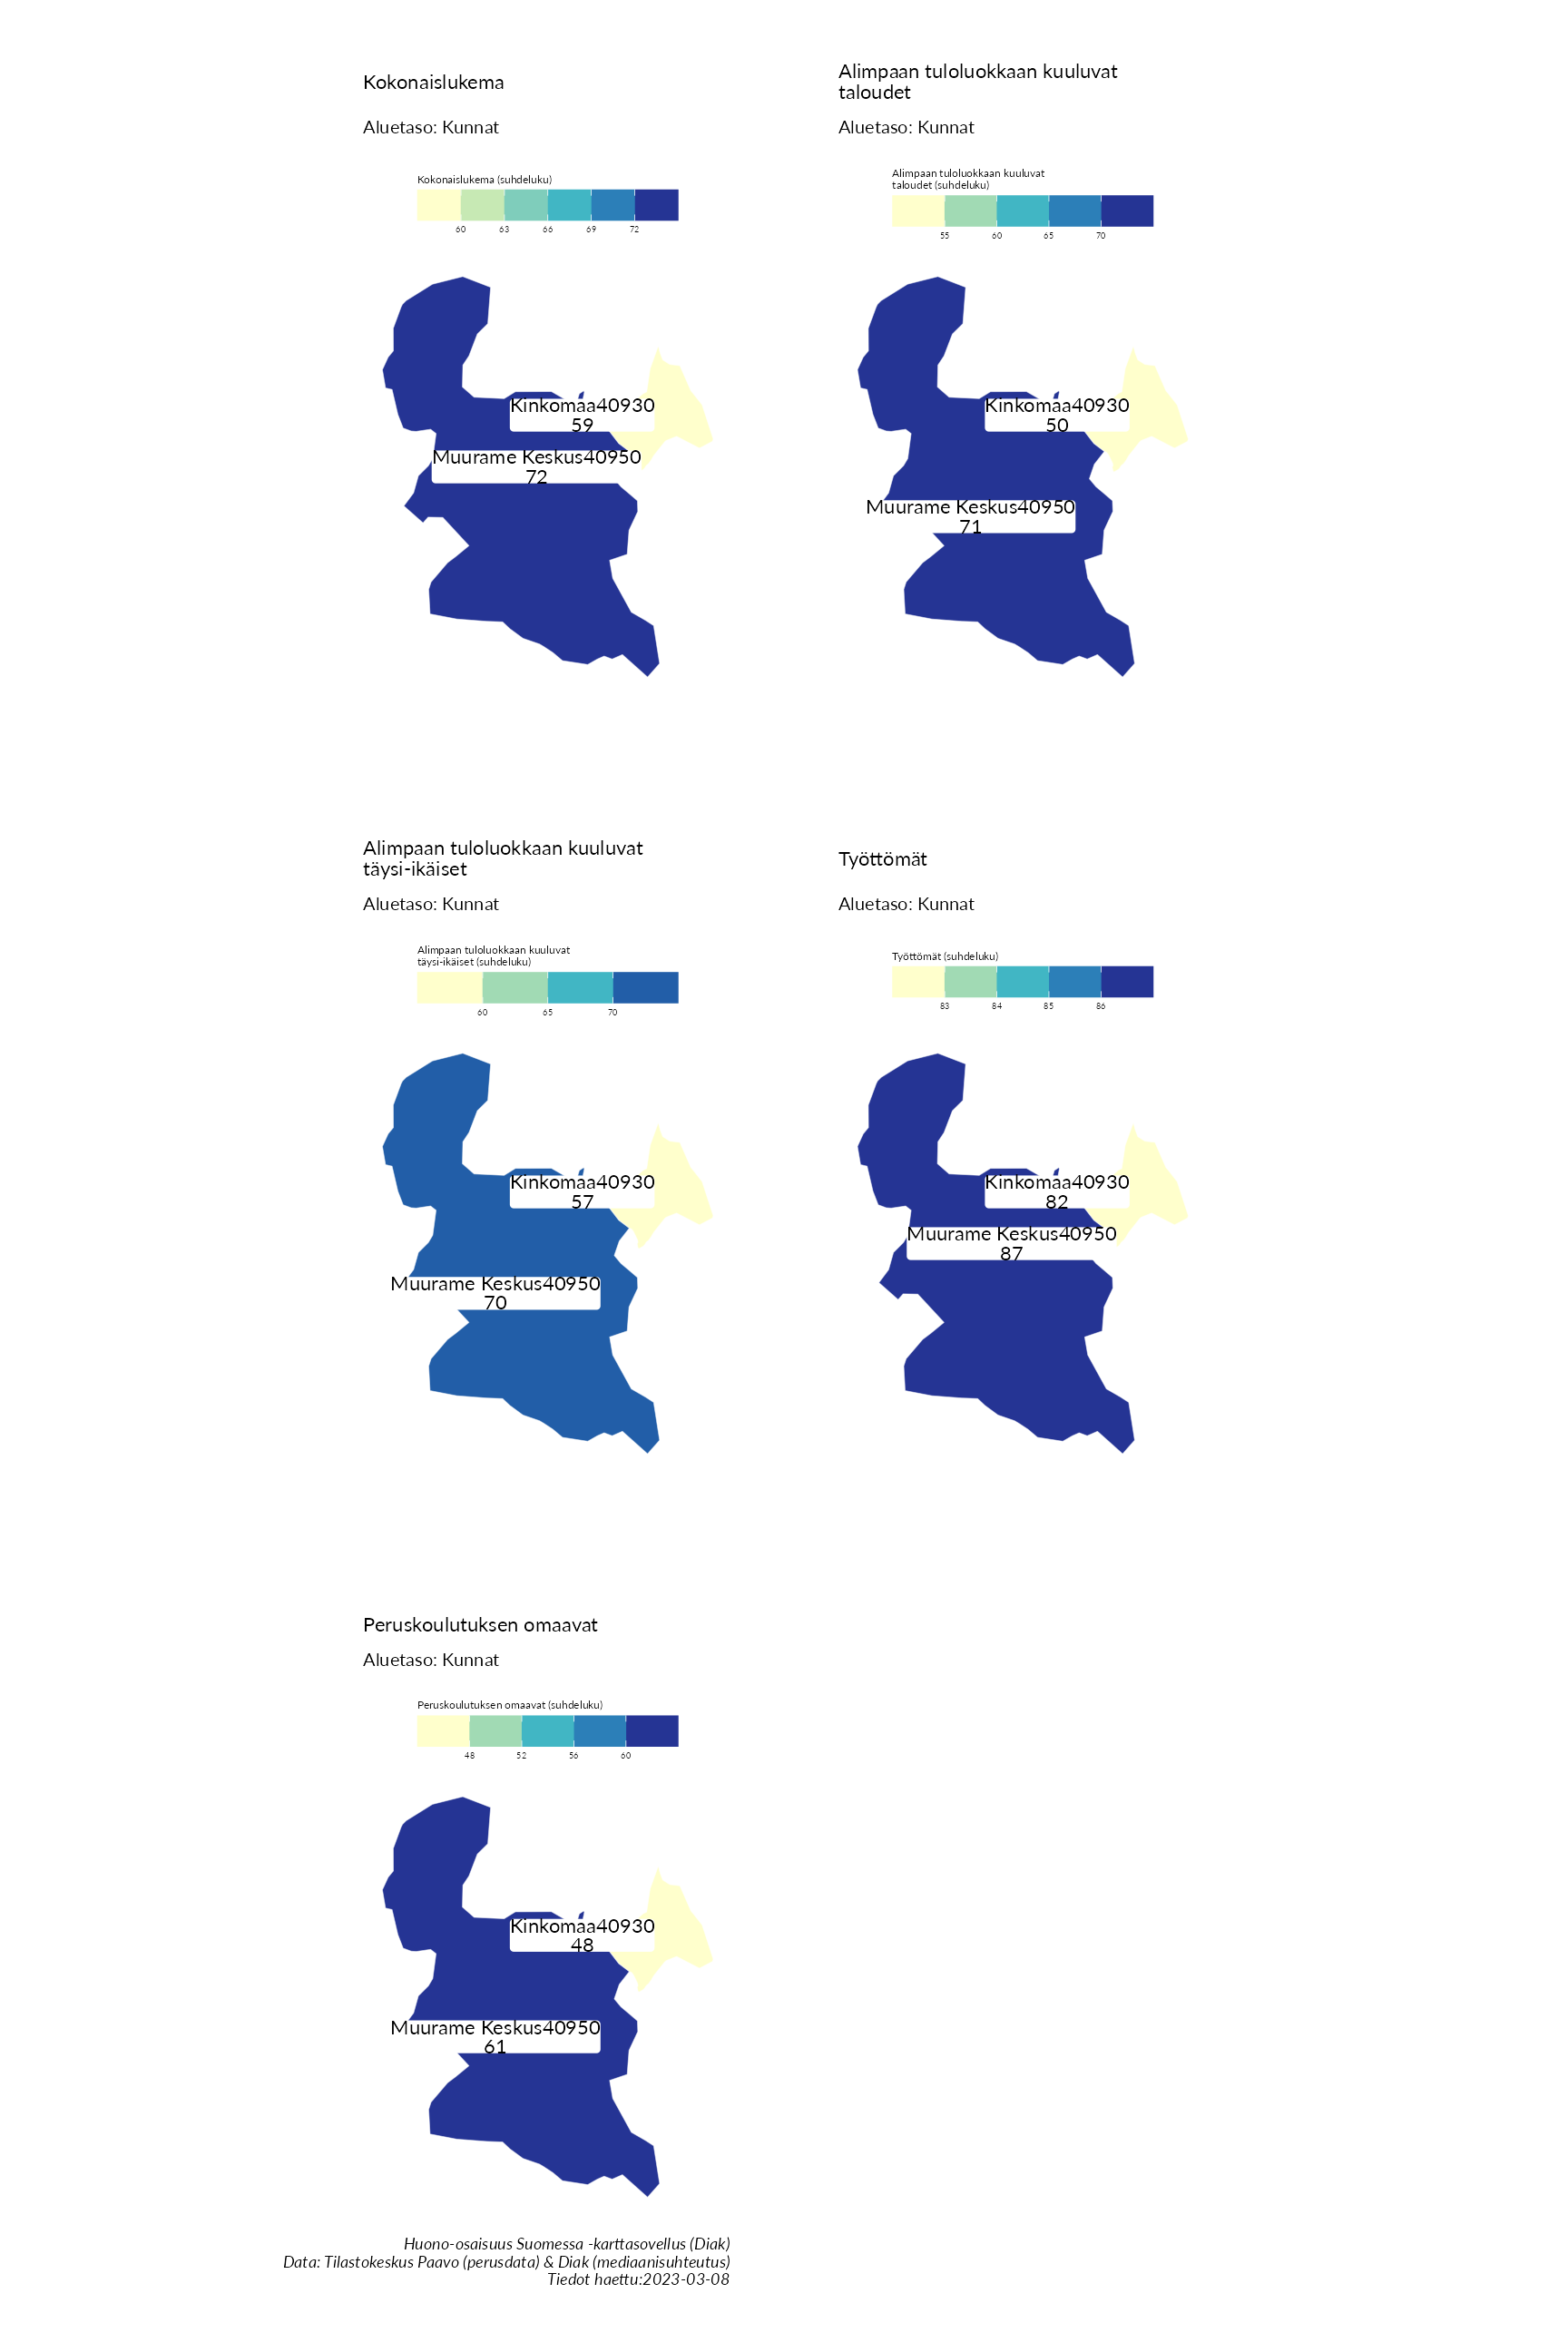 Kokonaislukema
Aluetaso: Kunnat
Kokonaislukema (suhdeluku)
60 63 66 69 72
Kinkomaa40930
59
Muurame Keskus40950
72
Alimpaan tuloluokkaan kuuluvat
taloudet
Aluetaso: Kunnat
Alimpaan tuloluokkaan kuuluvat
taloudet (suhdeluku)
55 60 65 70
Kinkomaa40930
50
Muurame Keskus40950
71
Alimpaan tuloluokkaan kuuluvat
täysi-ikäiset
Aluetaso: Kunnat
Alimpaan tuloluokkaan kuuluvat
täysi-ikäiset (suhdeluku)
60 65 70
Kinkomaa40930
57
Muurame Keskus40950
70
Työttömät
Aluetaso: Kunnat
Työttömät (suhdeluku)
83 84 85 86
Kinkomaa40930
82
Muurame Keskus40950
87
Peruskoulutuksen omaavat
Aluetaso: Kunnat
Peruskoulutuksen omaavat (suhdeluku)
48 52 56 60
Kinkomaa40930
48
Muurame Keskus40950
61
Huono-osaisuus Suomessa -karttasovellus (Diak)
Data: Tilastokeskus Paavo (perusdata) & Diak (mediaanisuhteutus)
Tiedot haettu:2023-03-08